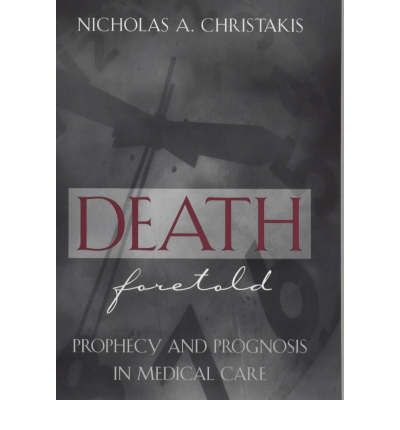 NICHOLAS A. CHRISTAKIS
DEATH
foretold
PROPHECY AND PROGNOSIS
IN MEDICAL CARE